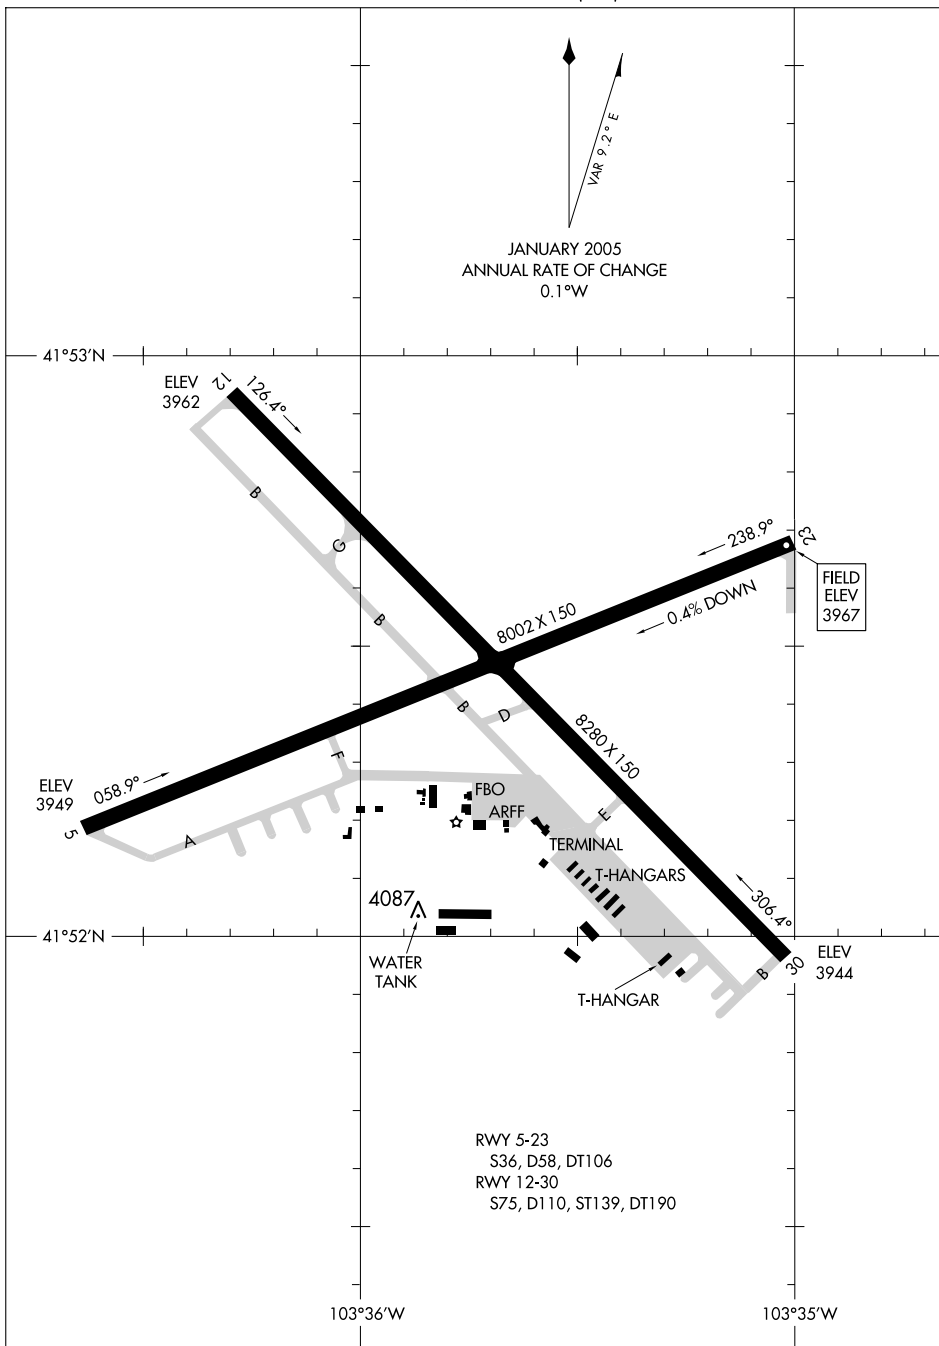 VAR 9.2° E
JANUARY 2005
ANNUAL RATE OF CHANGE
0.1°W
41°53'N
ELEV
3962
12
126.4°
B
G
B
238.9°
23
FIELD
ELEV
3967
0.4% DOWN
8002 X 150
B
D
8280 X 150
F
ELEV
3949
058.9°
5
A
FBO
ARFF
E
TERMINAL
T-HANGARS
4087
306.4°
41°52'N
WATER
TANK
B
30
ELEV
3944
T-HANGAR
RWY 5-23
S36, D58, DT106
RWY 12-30
S75, D110, ST139, DT190
103°36'W
103°35'W